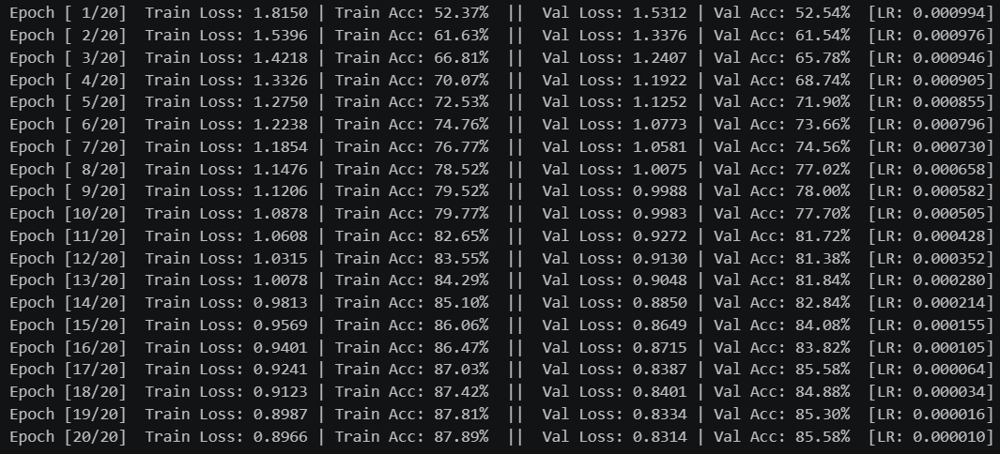 Epoch [ 1/20]  Train Loss: 1.8150 | Train Acc: 52.37%  ||  Val Loss: 1.5312 | Val Acc: 52.54%  [LR: 0.000994]
Epoch [ 2/20]  Train Loss: 1.5396 | Train Acc: 61.63%  ||  Val Loss: 1.3376 | Val Acc: 61.54%  [LR: 0.000976]
Epoch [ 3/20]  Train Loss: 1.4218 | Train Acc: 66.81%  ||  Val Loss: 1.2407 | Val Acc: 65.78%  [LR: 0.000946]
Epoch [ 4/20]  Train Loss: 1.3326 | Train Acc: 70.07%  ||  Val Loss: 1.1922 | Val Acc: 68.74%  [LR: 0.000905]
Epoch [ 5/20]  Train Loss: 1.2750 | Train Acc: 72.53%  ||  Val Loss: 1.1252 | Val Acc: 71.90%  [LR: 0.000855]
Epoch [ 6/20]  Train Loss: 1.2238 | Train Acc: 74.76%  ||  Val Loss: 1.0773 | Val Acc: 73.66%  [LR: 0.000796]
Epoch [ 7/20]  Train Loss: 1.1854 | Train Acc: 76.77%  ||  Val Loss: 1.0581 | Val Acc: 74.56%  [LR: 0.000730]
Epoch [ 8/20]  Train Loss: 1.1476 | Train Acc: 78.52%  ||  Val Loss: 1.0075 | Val Acc: 77.02%  [LR: 0.000658]
Epoch [ 9/20]  Train Loss: 1.1206 | Train Acc: 79.52%  ||  Val Loss: 0.9988 | Val Acc: 78.00%  [LR: 0.000582]
Epoch [10/20]  Train Loss: 1.0878 | Train Acc: 79.77%  ||  Val Loss: 0.9983 | Val Acc: 77.70%  [LR: 0.000505]
Epoch [11/20]  Train Loss: 1.0608 | Train Acc: 82.65%  ||  Val Loss: 0.9272 | Val Acc: 81.72%  [LR: 0.000428]
Epoch [12/20]  Train Loss: 1.0315 | Train Acc: 83.55%  ||  Val Loss: 0.9130 | Val Acc: 81.38%  [LR: 0.000352]
Epoch [13/20]  Train Loss: 1.0078 | Train Acc: 84.29%  ||  Val Loss: 0.9048 | Val Acc: 81.84%  [LR: 0.000280]
Epoch [14/20]  Train Loss: 0.9813 | Train Acc: 85.10%  ||  Val Loss: 0.8850 | Val Acc: 82.84%  [LR: 0.000214]
Epoch [15/20]  Train Loss: 0.9569 | Train Acc: 86.06%  ||  Val Loss: 0.8649 | Val Acc: 84.08%  [LR: 0.000155]
Epoch [16/20]  Train Loss: 0.9401 | Train Acc: 86.47%  ||  Val Loss: 0.8715 | Val Acc: 83.82%  [LR: 0.000105]
Epoch [17/20]  Train Loss: 0.9241 | Train Acc: 87.03%  ||  Val Loss: 0.8387 | Val Acc: 85.58%  [LR: 0.000064]
Epoch [18/20]  Train Loss: 0.9123 | Train Acc: 87.42%  ||  Val Loss: 0.8401 | Val Acc: 84.88%  [LR: 0.000034]
Epoch [19/20]  Train Loss: 0.8987 | Train Acc: 87.81%  ||  Val Loss: 0.8334 | Val Acc: 85.30%  [LR: 0.000016]
Epoch [20/20]  Train Loss: 0.8966 | Train Acc: 87.89%  ||  Val Loss: 0.8314 | Val Acc: 85.58%  [LR: 0.000010]